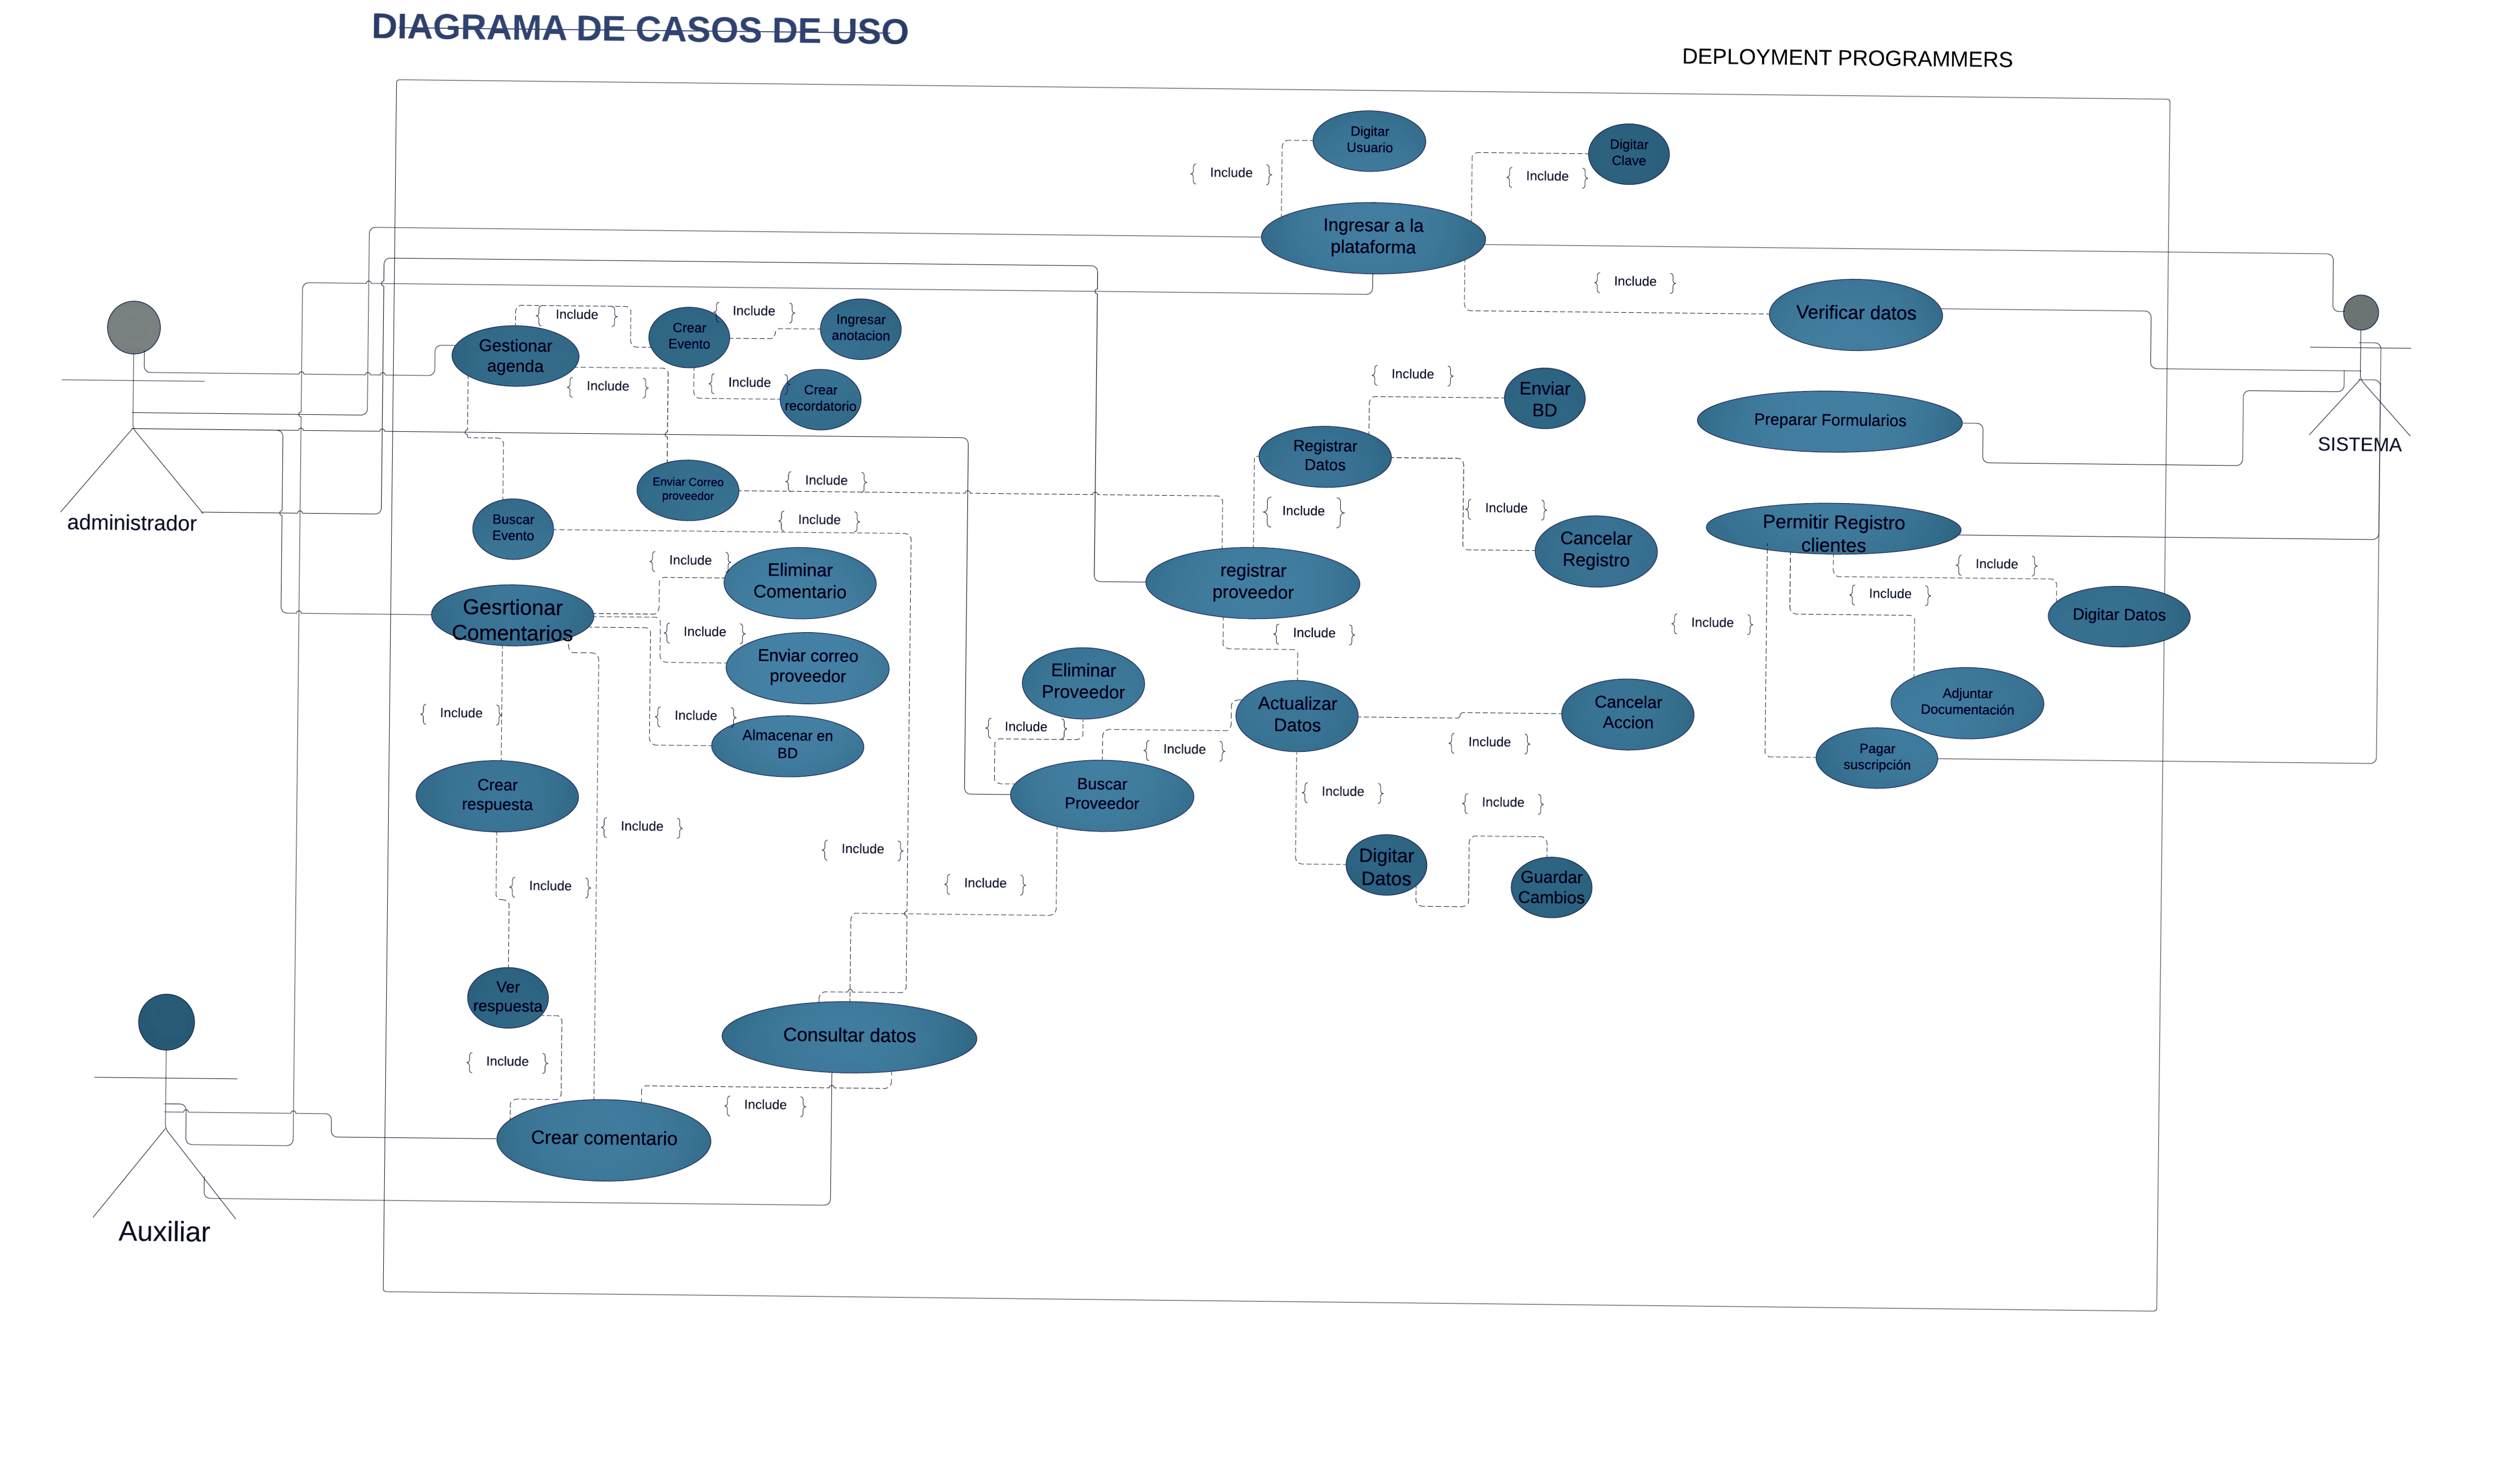 DIAGRAMA DE CASOS DE USO
DEPLOYMENT PROGRAMMERS
Digitar
Usuario
Digitar
Clave
{ Include }
{ Include }
Ingresar a la
plataforma
{ Include }
Verificar datos
SISTEMA
administrador
Gestionar
agenda
{ Include }
Crear
Evento
{ Include }
Ingresar
anotacion
{ Include }
{ Include }
Crear
recordatorio
{ Include }
Enviar
BD
Preparar Formularios
Registrar
Datos
Enviar Correo
proveedor
{ Include }
{ Include }
{ Include }
Buscar
Evento
{ Include }
Cancelar
Registro
Permitir Registro
clientes
{ Include }
{ Include }
{ Include }
Digitar Datos
Adjuntar
Documentación
Pagar
suscripción
Gesrtionar
Comentarios
{ Include }
Eliminar
Comentario
{ Include }
Enviar correo
proveedor
{ Include }
Almacenar en
BD
registrar
proveedor
{ Include }
Eliminar
Proveedor
{ Include }
{ Include }
Actualizar
Datos
Cancelar
Accion
{ Include }
{ Include }
Crear
respuesta
Buscar
Proveedor
{ Include }
{ Include }
{ Include }
{ Include }
{ Include }
{ Include }
Digitar
Datos
Guardar
Cambios
Ver
respuesta
Consultar datos
{ Include }
{ Include }
Crear comentario
Auxiliar